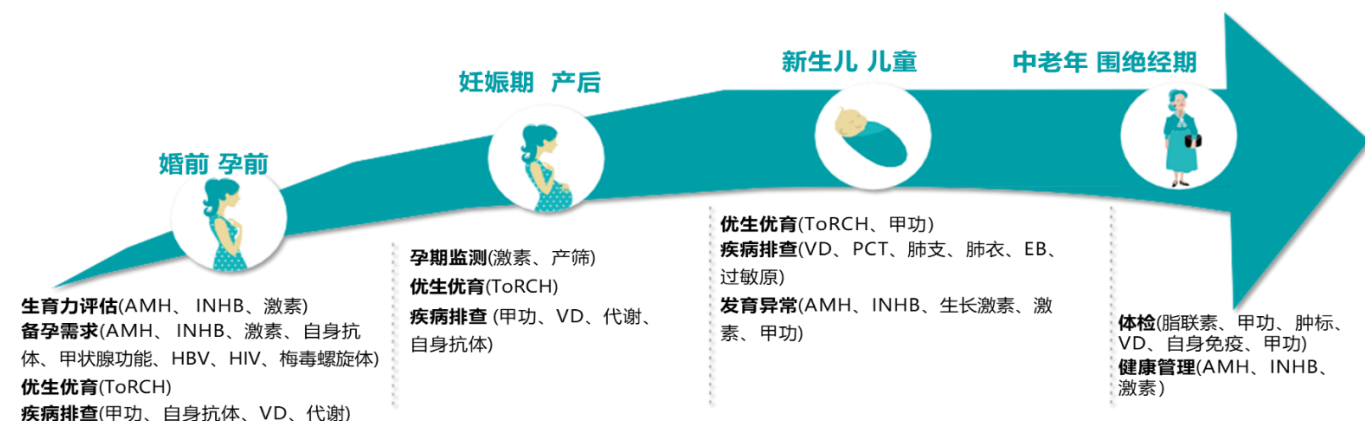 婚前 孕前
生育力评估(AMH、 INHB、激素)
备孕需求(AMH、 INHB、激素、自身抗
体、甲状腺功能、HBV、HIV、梅毒螺旋体)
优生优育(ToRCH)
疾病排查(甲功、自身抗体、VD、代谢)
妊娠期 产后
孕期监测(激素、产筛)
优生优育(ToRCH)
疾病排查 (甲功、VD、代谢、
自身抗体)
新生儿 儿童
优生优育(ToRCH、甲功)
疾病排查(VD、PCT、肺支、肺衣、EB、
过敏原)
发育异常(AMH、INHB、生长激素、激
素、甲功)
中老年 围绝经期
体检(脂联素、甲功、肿标、
VD、自身免疫、甲功)
健康管理(AMH、INHB、
激素)